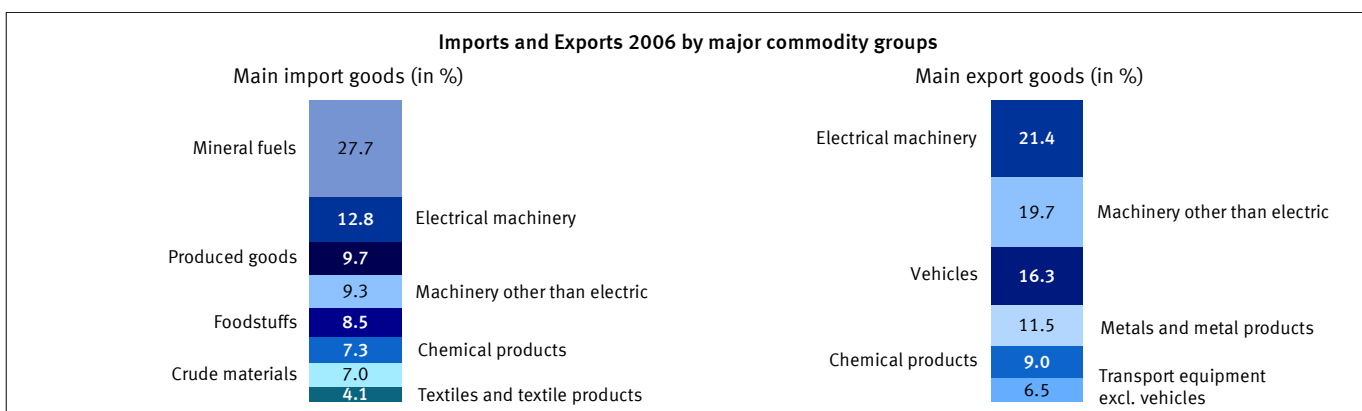 Imports and Exports 2006 by major commodity groups
Main import goods (in %)
Mineral fuels
27.7
12.8
Electrical machinery
Produced goods
9.7
9.3
Machinery other than electric
Foodstuffs
8.5
7.3
Chemical products
Crude materials
7.0
4.1
Textiles and textile products
Main export goods (in %)
Electrical machinery
21.4
19.7
Machinery other than electric
Vehicles
16.3
11.5
Metals and metal products
Chemical products
9.0
6.5
Transport equipment
excl. vehicles